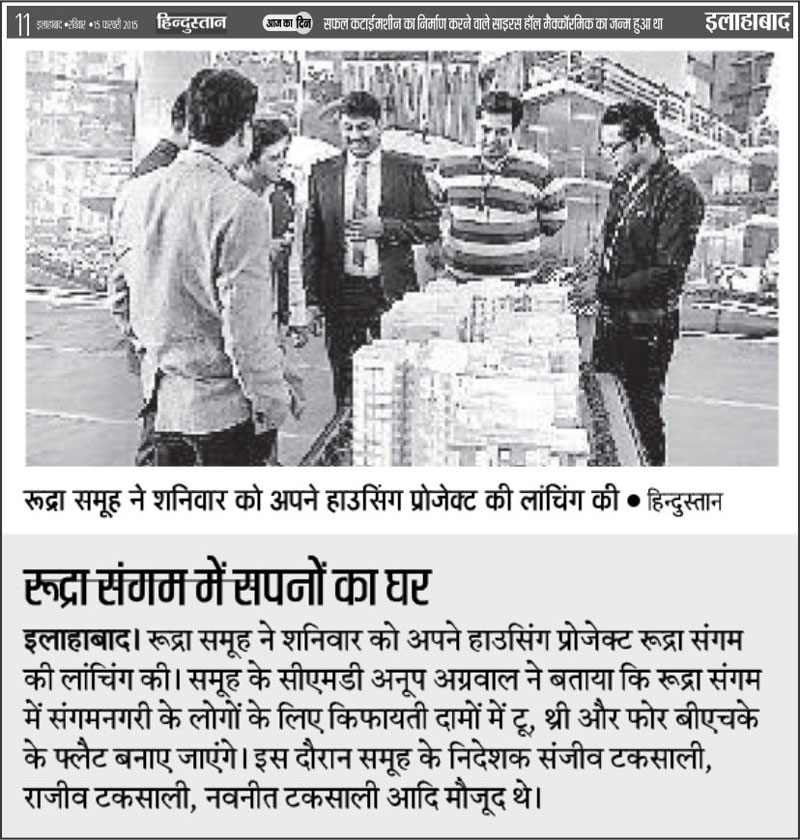 11 इलाहाबाद • रविवार • 15 फरवरी 2015 हिन्दुस्तान आज का दिन सफल कटाई मशीन का निर्माण करने वाले साइरस हॉल मैक्कॉरमिक का जन्म हुआ था इलाहाबाद
रूद्रा समूह ने शनिवार को अपने हाउसिंग प्रोजेक्ट की लांचिंग की ● हिन्दुस्तान
रूद्रा संगम में सपनों का घर
इलाहाबाद। रूद्रा समूह ने शनिवार को अपने हाउसिंग प्रोजेक्ट रूद्रा संगम
की लांचिंग की। समूह के सीएमडी अनूप अग्रवाल ने बताया कि रूद्रा संगम
में संगमनगरी के लोगों के लिए किफायती दामों में टू, थ्री और फोर बीएचके
के फ्लैट बनाए जाएंगे। इस दौरान समूह के निदेशक संजीव टकसाली,
राजीव टकसाली, नवनीत टकसाली आदि मौजूद थे।